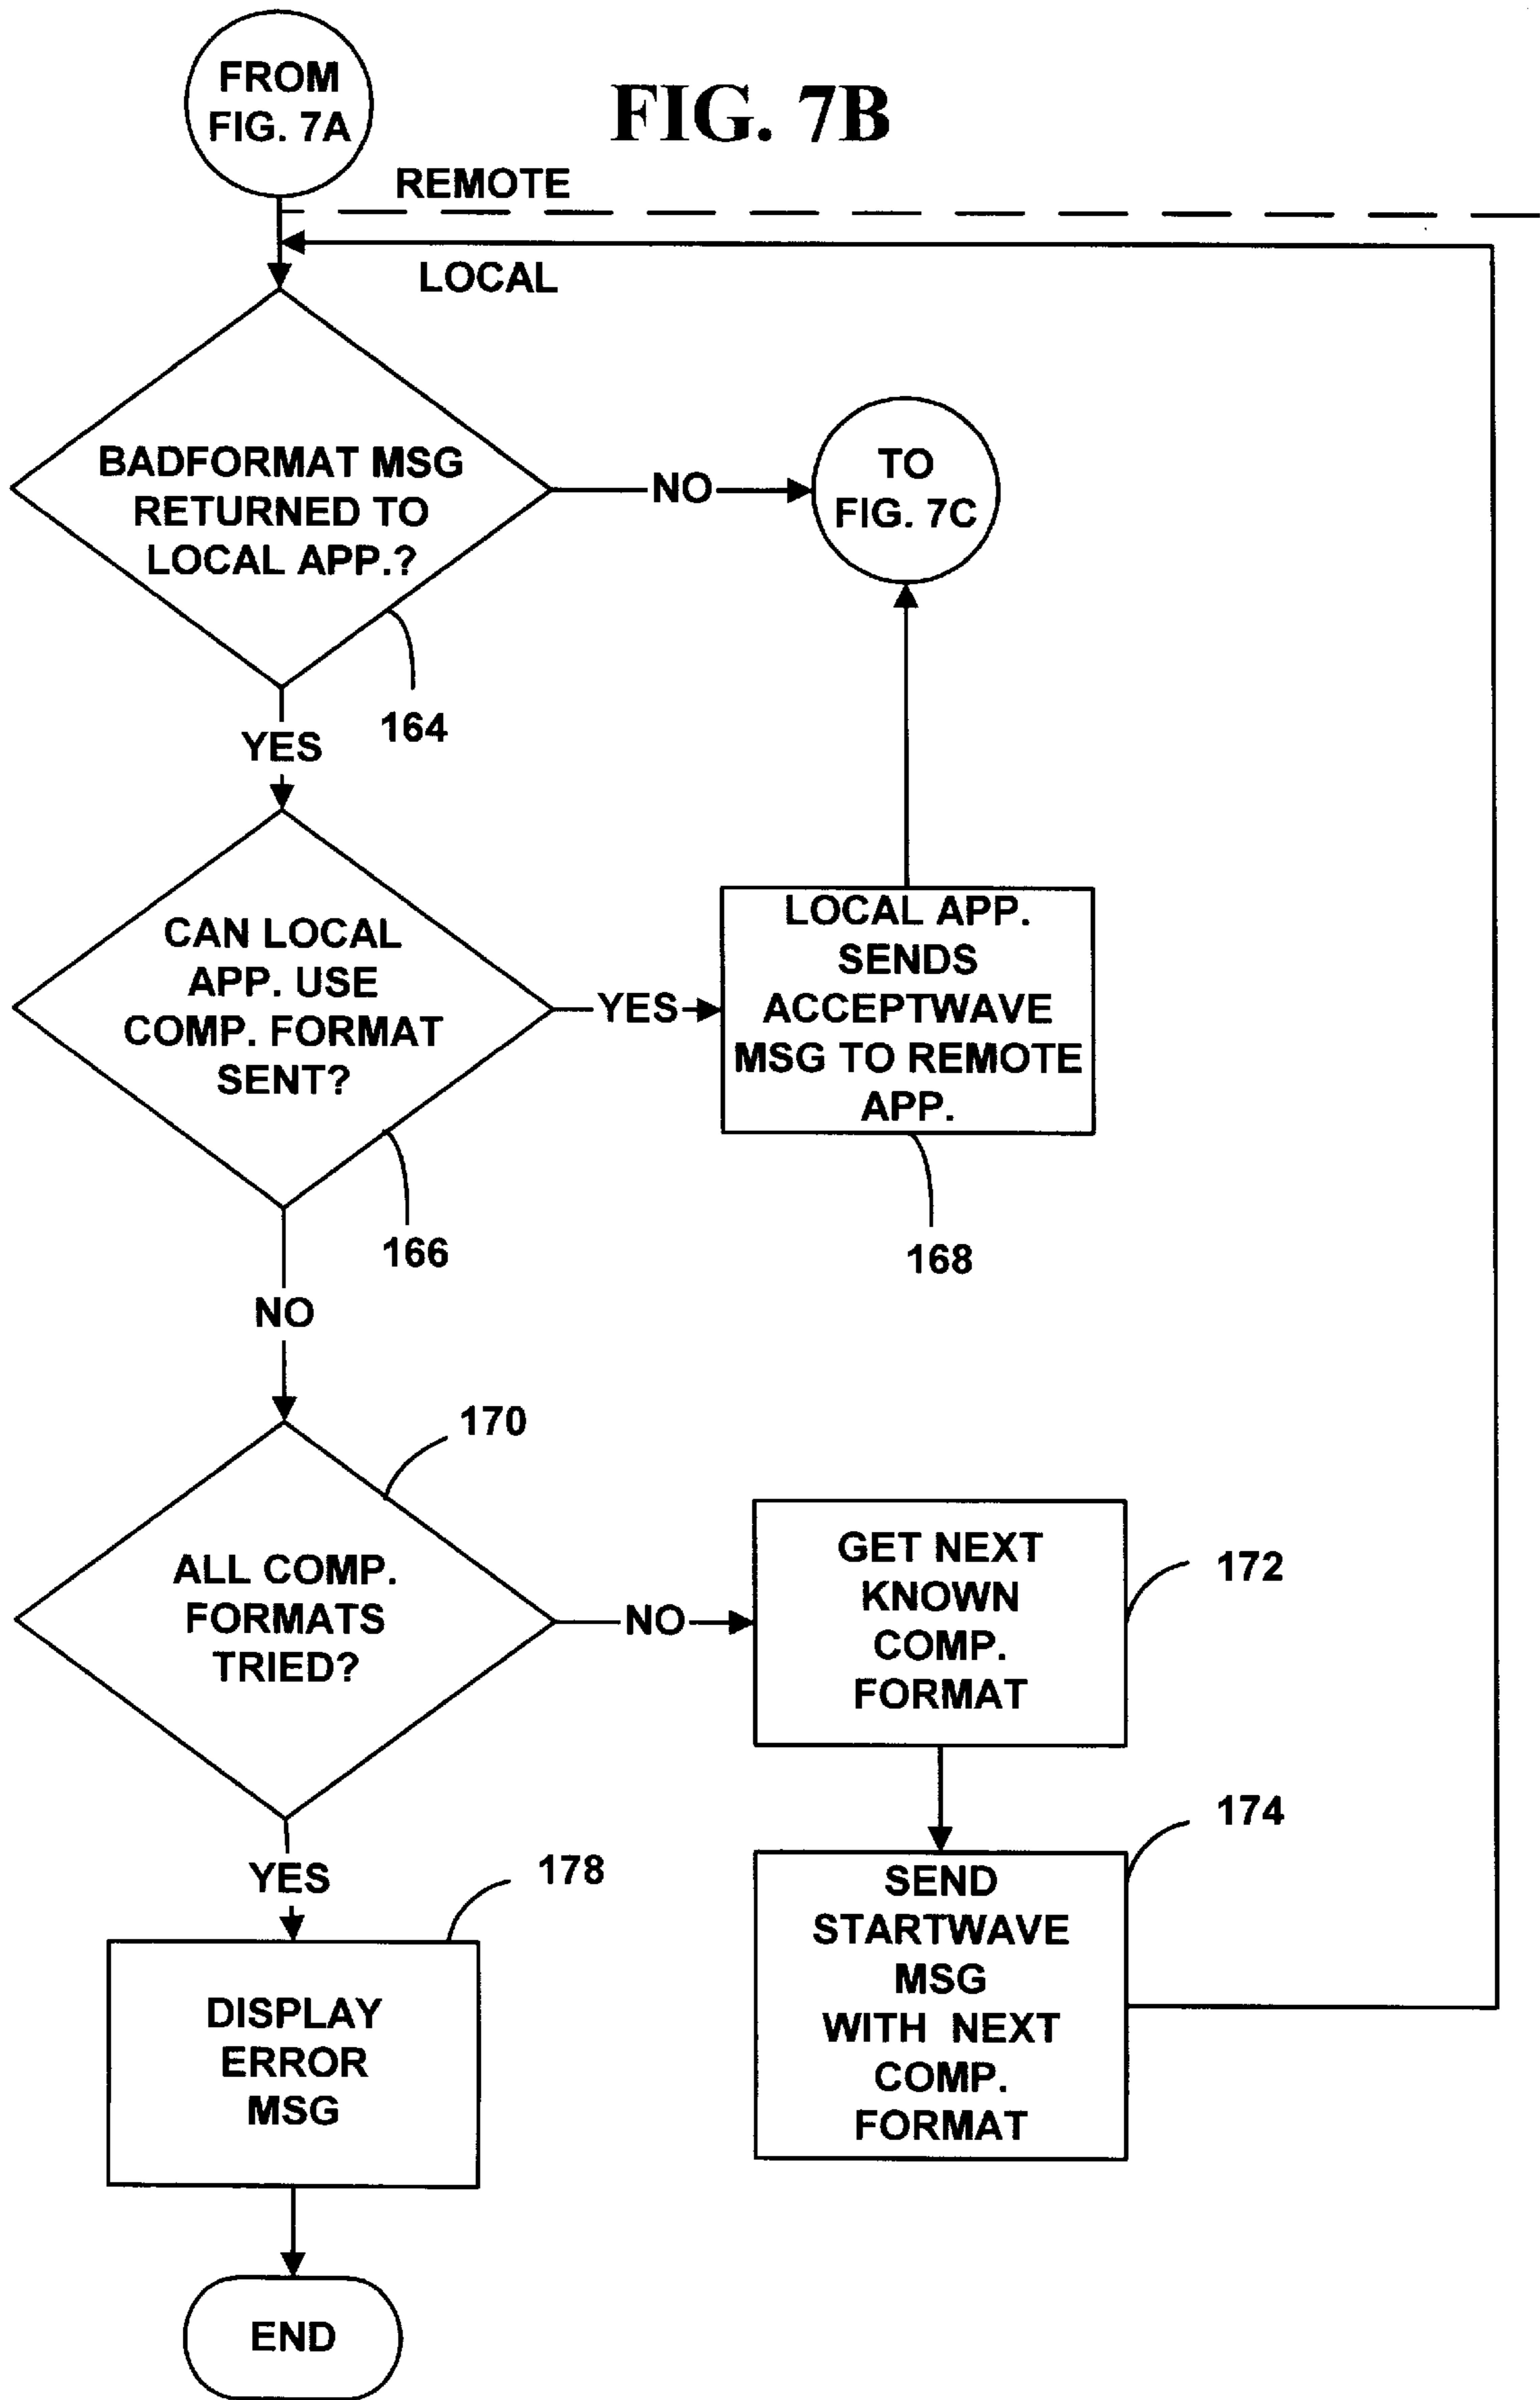 FROM
FIG. 7A
FIG. 7B
REMOTE
LOCAL
BADFORMAT MSG
RETURNED TO
LOCAL APP.?
NO
TO
FIG. 7C
164
YES
CAN LOCAL
APP. USE
COMP. FORMAT
SENT?
YES
LOCAL APP.
SENDS
ACCEPTWAVE
MSG TO REMOTE
APP.
166
168
NO
170
ALL COMP.
FORMATS
TRIED?
NO
GET NEXT
KNOWN
COMP.
FORMAT
172
174
YES
178
SEND
STARTWAVE
MSG
WITH NEXT
COMP.
FORMAT
DISPLAY
ERROR
MSG
END